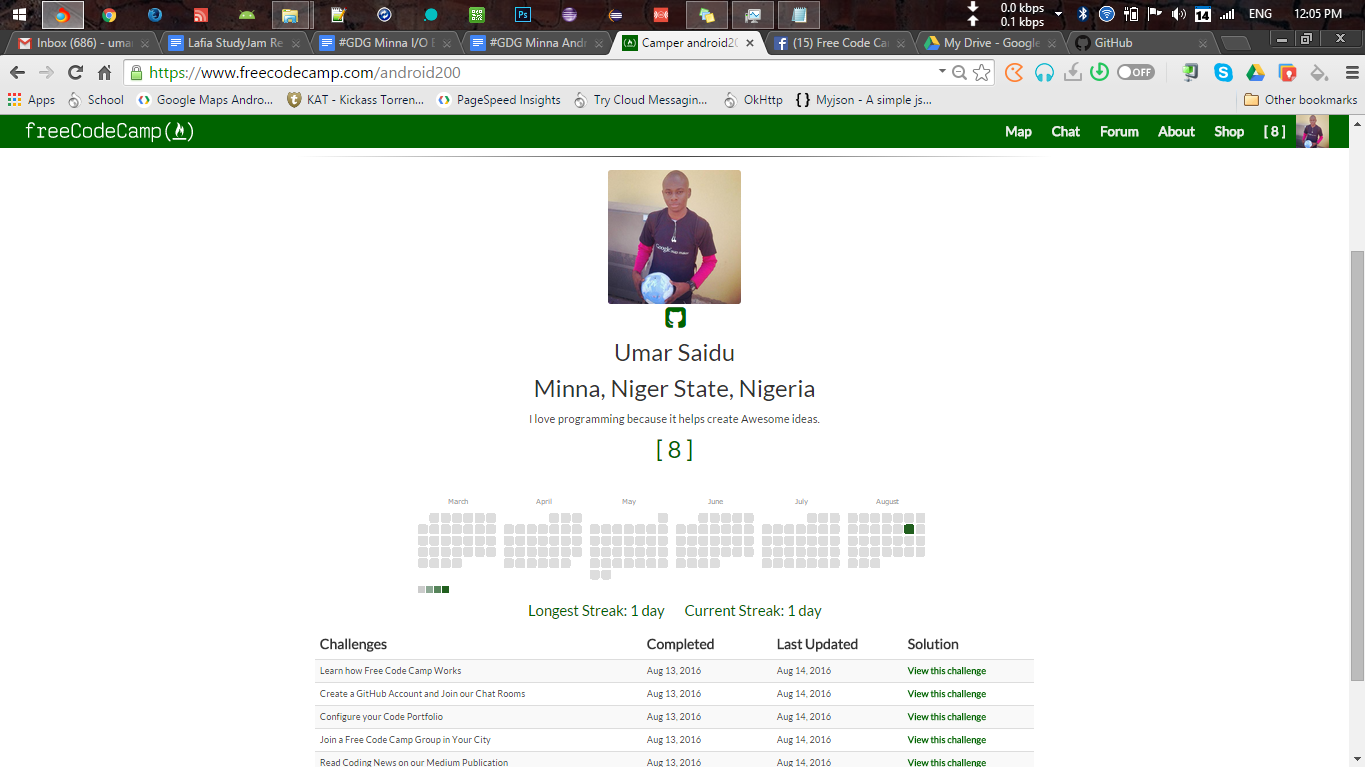 0.0 kbps
0.1 kbps
14
ENG
12:05 PM
Inbox (686) - uma
Lafia StudyJam Re
#GDG Minna I/O E
#GDG Minna Andr
Camper android20
(15) Free Code Ca
My Drive - Google
GitHub
https://www.freecodecamp.com/android200
OFF
Apps
School
Google Maps Andro...
KAT - Kickass Torren...
PageSpeed Insights
Try Cloud Messagin...
OkHttp
Myjson - A simple js...
Other bookmarks
freeCodeCamp
Map
Chat
Forum
About
Shop
[ 8 ]
Umar Saidu
Minna, Niger State, Nigeria
I love programming because it helps create Awesome ideas.
[ 8 ]
March
April
May
June
July
August
Longest Streak: 1 day
Current Streak: 1 day
Challenges Completed Last Updated Solution
Learn how Free Code Camp Works Aug 13, 2016 Aug 14, 2016 View this challenge
Create a GitHub Account and Join our Chat Rooms Aug 13, 2016 Aug 14, 2016 View this challenge
Configure your Code Portfolio Aug 13, 2016 Aug 14, 2016 View this challenge
Join a Free Code Camp Group in Your City Aug 13, 2016 Aug 14, 2016 View this challenge
Read Coding News on our Medium Publication Aug 13, 2016 Aug 14, 2016 View this challenge